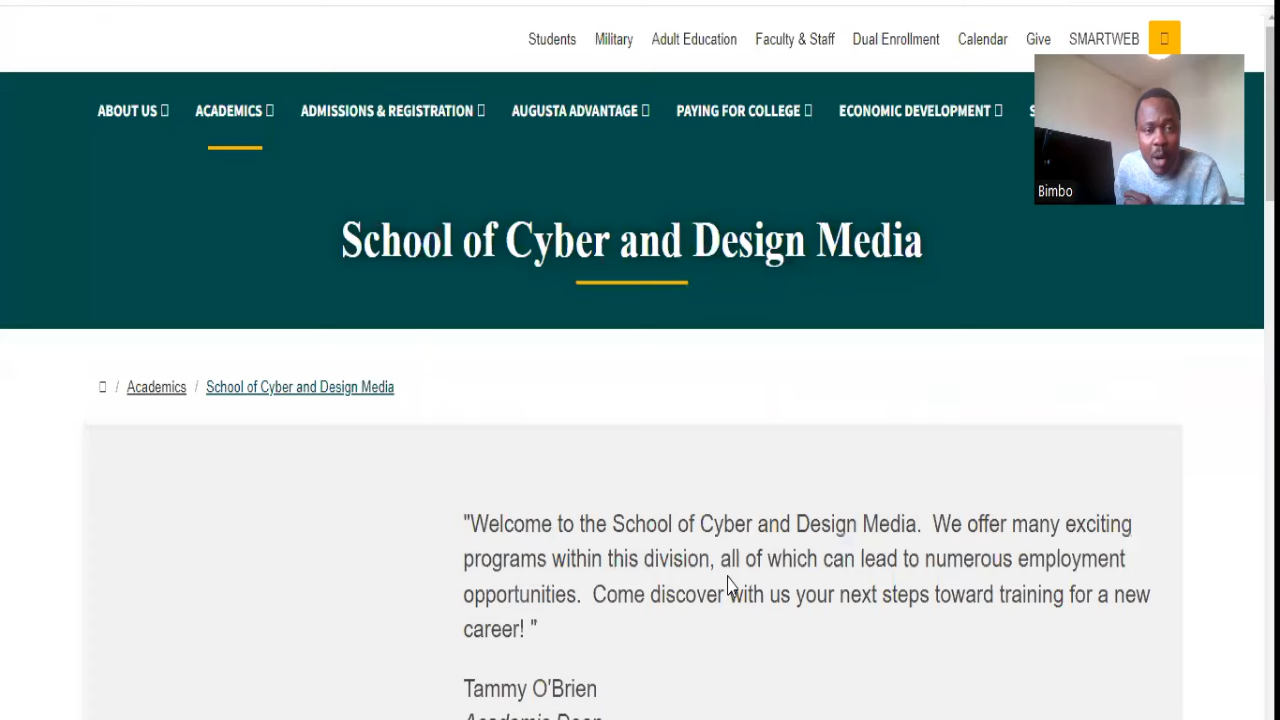 Students Military Adult Education Faculty & Staff Dual Enrollment Calendar Give SMARTWEB
ABOUT US ACADEMICS ADMISSIONS & REGISTRATION AUGUSTA ADVANTAGE PAYING FOR COLLEGE ECONOMIC DEVELOPMENT
Bimbo
School of Cyber and Design Media
/ Academics / School of Cyber and Design Media
"Welcome to the School of Cyber and Design Media. We offer many exciting
programs within this division, all of which can lead to numerous employment
opportunities. Come discover with us your next steps toward training for a new
career! "
Tammy O'Brien
Academic Dean